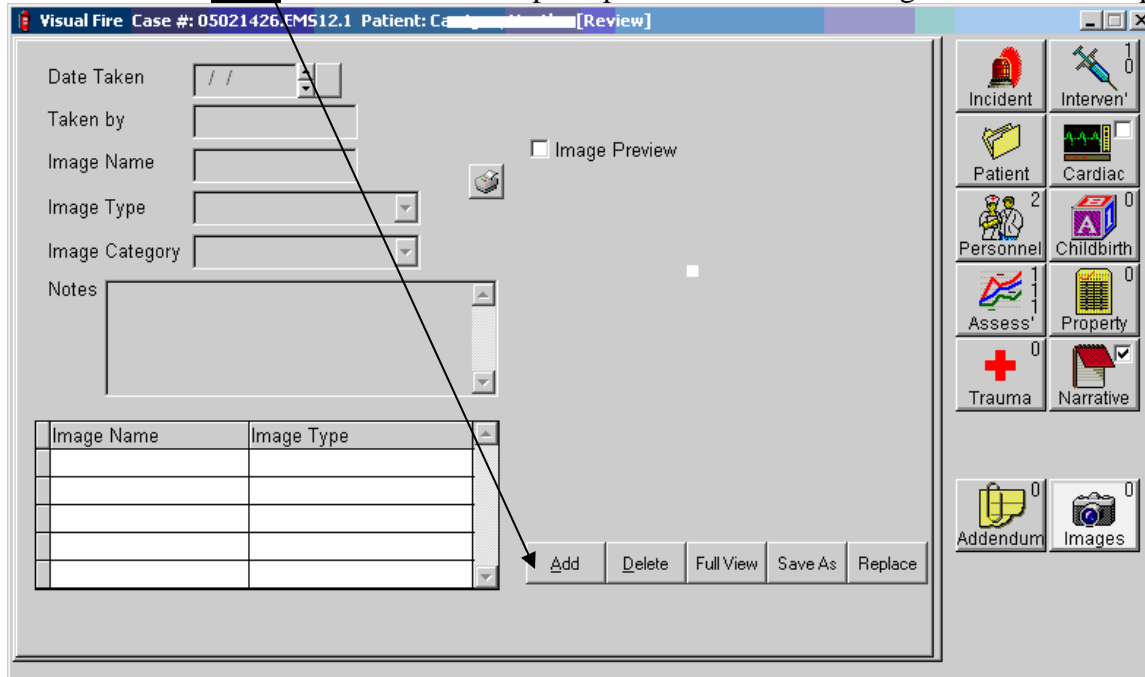 Visual Fire Case #: 05021426.EMS12.1 Patient: Ca [Review]
Date Taken / /
Taken by
Image Name
Image Preview
Image Type
Image Category
Notes
Image Name Image Type
Add Delete Full View Save As Replace
Incident
Interven' 1 0
Patient
Cardiac
Personnel 2
Childbirth 0
Assess' 1 1 1
Property 0
Trauma 0
Narrative
Addendum 0
Images 0